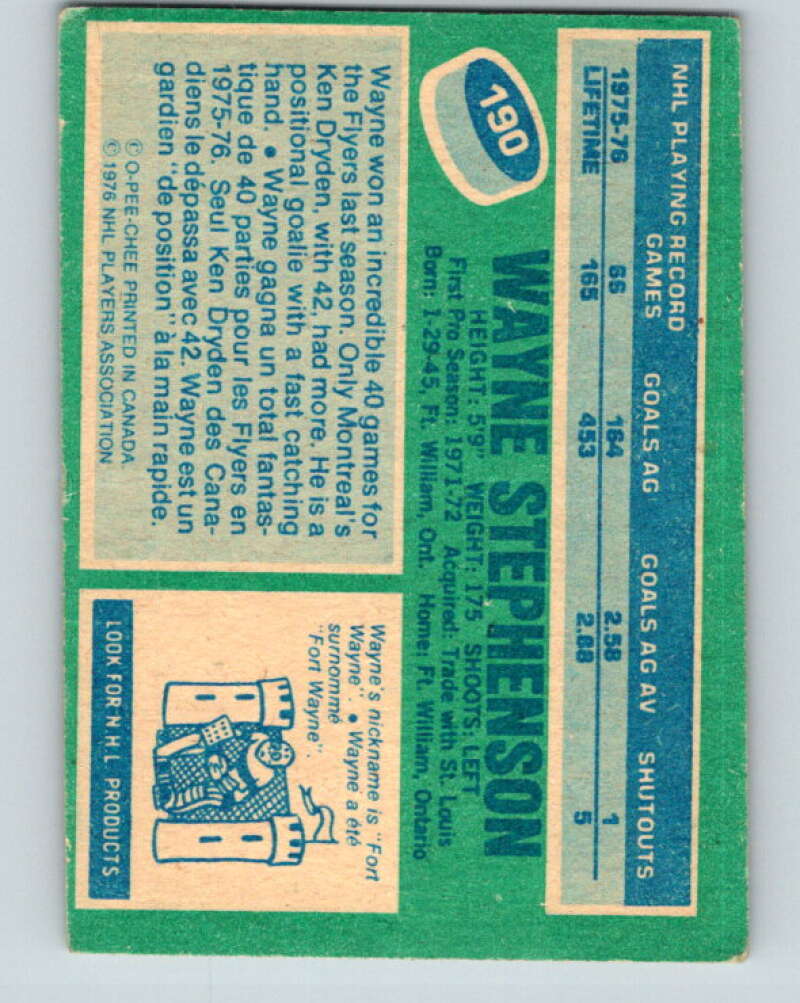 NHL PLAYING RECORD
GAMES GOALS AG GOALS AG AV SHUTOUTS
1975-76 66 164 2.58 1
LIFETIME 165 453 2.88 5
190
WAYNE STEPHENSON
HEIGHT: 5'9" WEIGHT: 175 SHOOTS: LEFT
First Pro Season: 1971-72 Acquired: Trade with St. Louis
Born: 1-29-45, Ft. William, Ont. Home: Ft. William, Ontario
Wayne won an incredible 40 games for
the Flyers last season. Only Montreal's
Ken Dryden, with 42, had more. He is a
positional goalie with a fast catching
hand. • Wayne gagna un total fantas-
tique de 40 parties pour les Flyers en
1975-76. Seul Ken Dryden des Cana-
diens le dépassa avec 42. Wayne est un
gardien "de position" à la main rapide.
© O-PEE-CHEE PRINTED IN CANADA
© 1976 NHL PLAYERS ASSOCIATION
Wayne's nickname is "Fort
Wayne". • Wayne a été
surnommé
"Fort Wayne".
LOOK FOR N.H.L. PRODUCTS